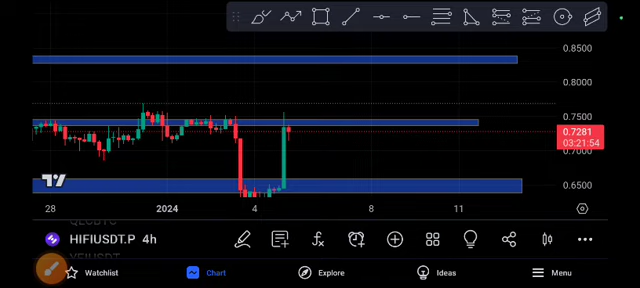 0.8500
0.8000
0.7500
0.7281
03:21:54
0.7000
0.6500
28
2024
4
8
11
HIFIUSDT.P 4h
Watchlist
Chart
Explore
Ideas
Menu